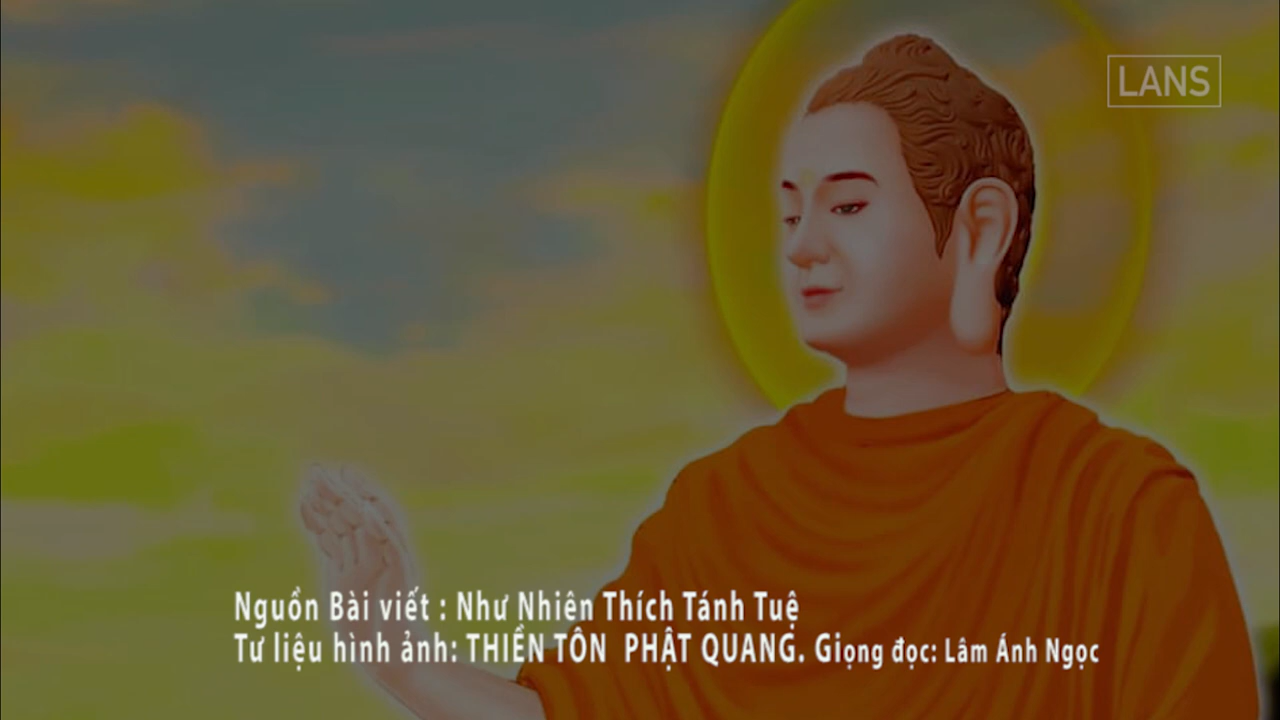 LANS
Nguồn Bài viết : Như Nhiên Thích Tánh Tuệ
Tư liệu hình ảnh: THIỀN TÔN PHẬT QUANG. Giọng đọc: Lâm Ánh Ngọc